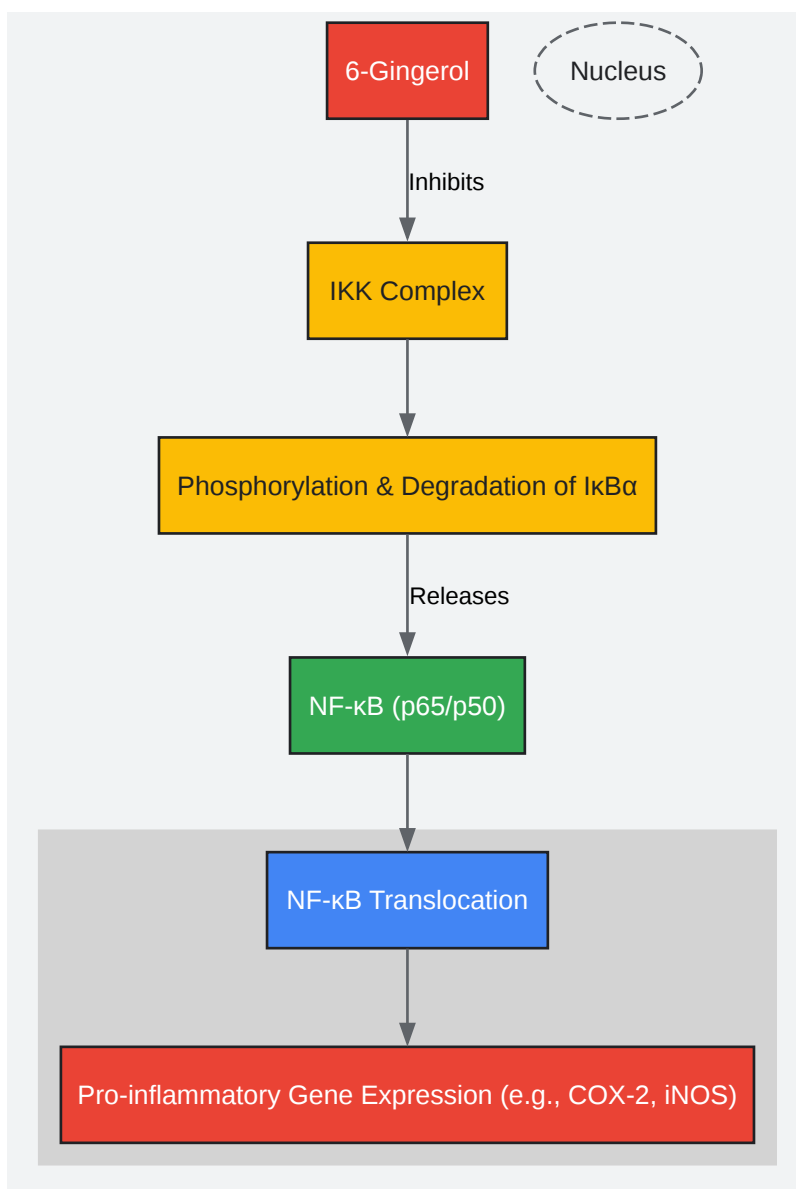 6-Gingerol
Nucleus
Inhibits
IKK Complex
Phosphorylation & Degradation of IκBα
Releases
NF-κB (p65/p50)
NF-κB Translocation
Pro-inflammatory Gene Expression (e.g., COX-2, iNOS)